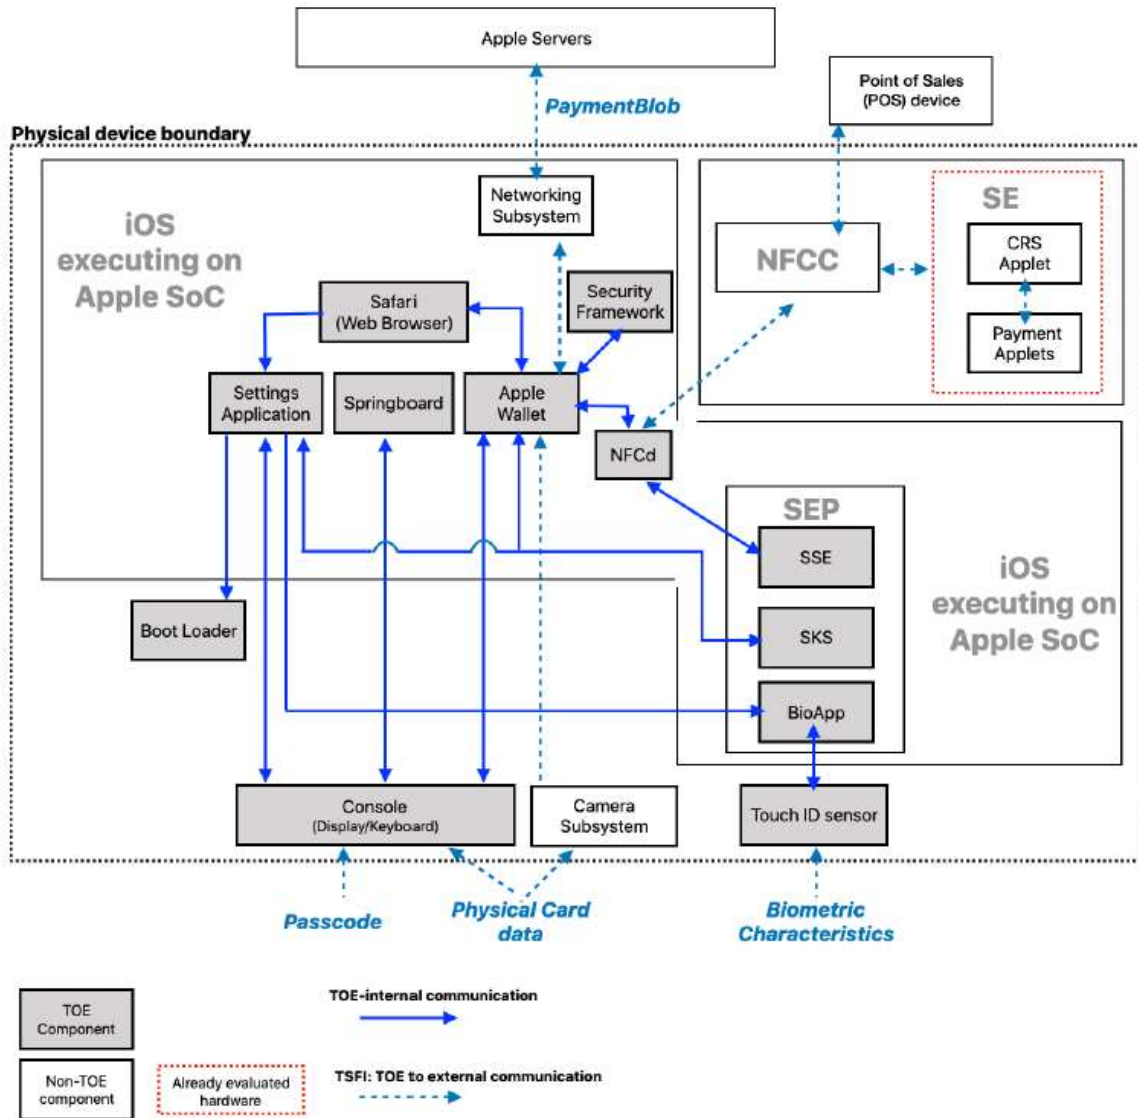 Apple Servers
PaymentBlob
Point of Sales
(POS) device
Physical device boundary
iOS
executing on
Apple SoC
Networking
Subsystem
Safari
(Web Browser)
Security
Framework
Settings
Application
Springboard
Apple
Wallet
NFCd
NFCC
SE
CRS
Applet
Payment
Applets
SEP
SSE
SKS
BioApp
iOS
executing on
Apple SoC
Boot Loader
Console
(Display/Keyboard)
Camera
Subsystem
Touch ID sensor
Passcode
Physical Card
data
Biometric
Characteristics
TOE
Component
TOE-internal communication
Non-TOE
component
Already evaluated
hardware
TSFI: TOE to external communication